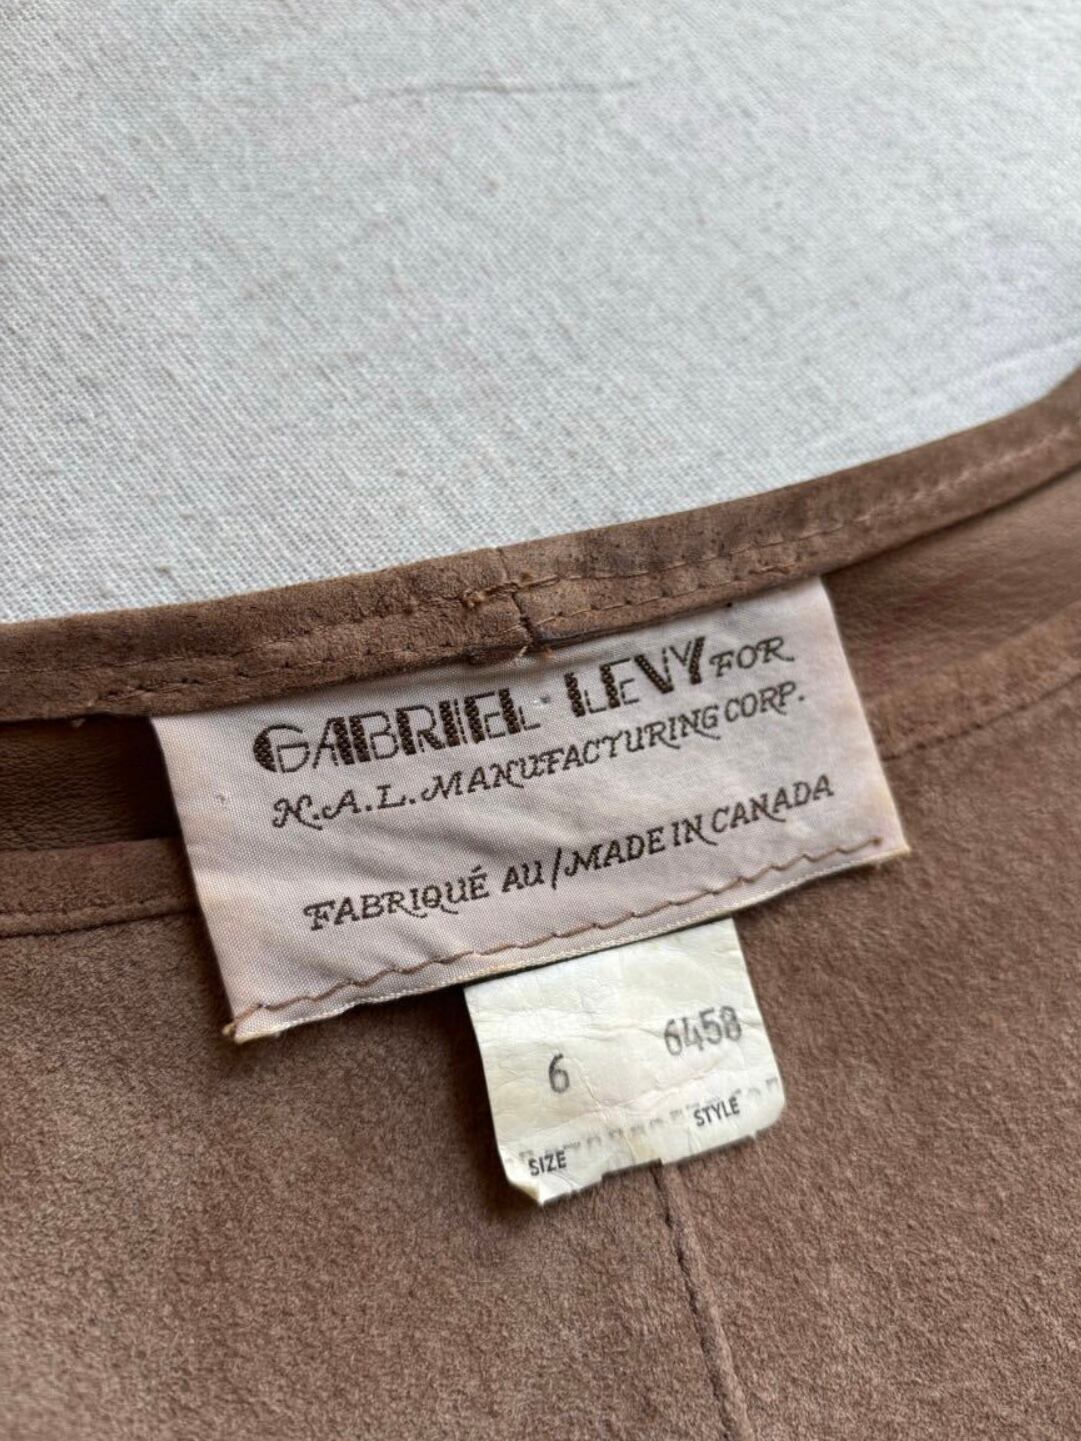 GABRIEL LEVY FOR
N.A.L. MANUFACTURING CORP.
FABRIQUÉ AU/MADE IN CANADA
6 6458
SIZE STYLE